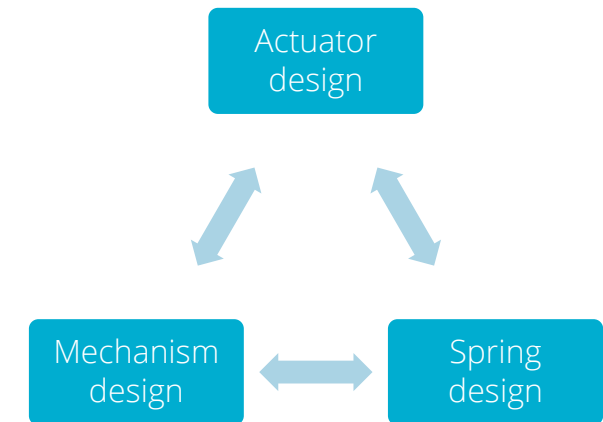 Actuator
design
Mechanism
design
Spring
design